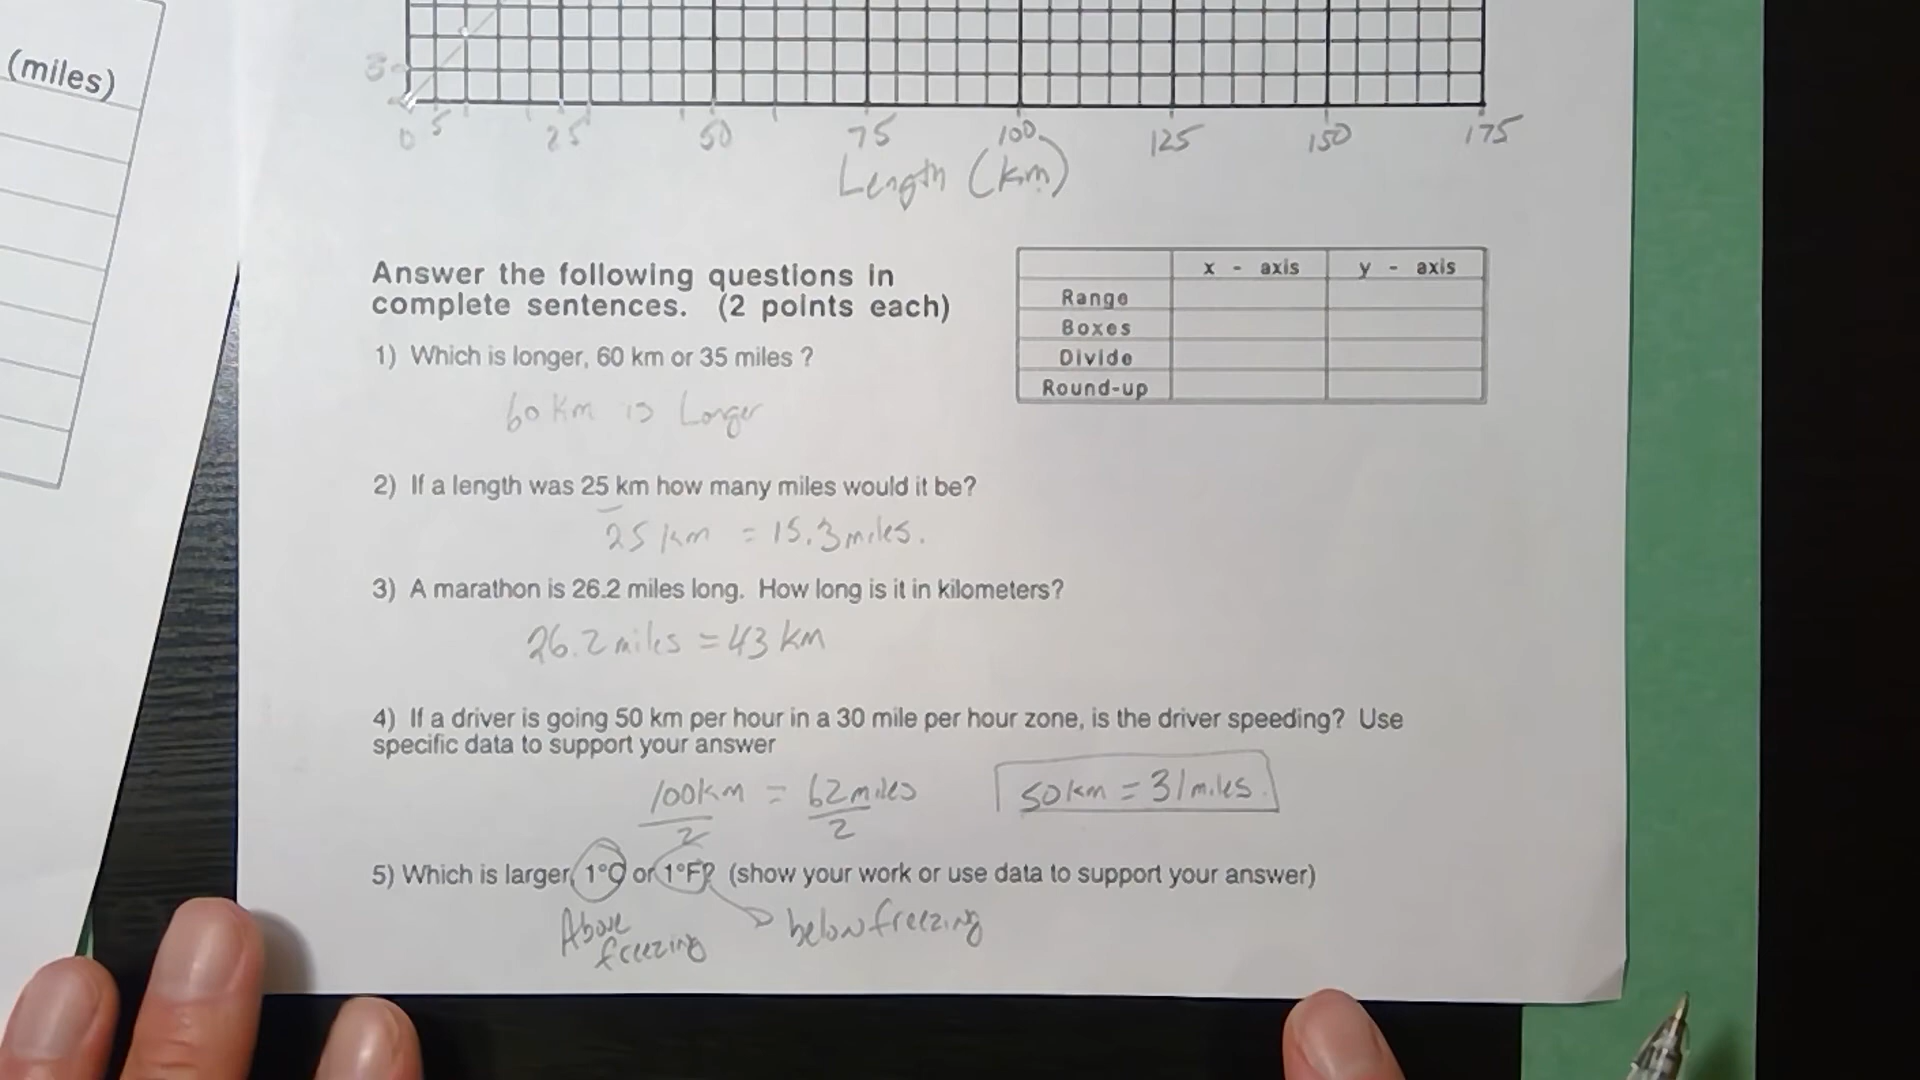 (miles)
3
0 5 25 50 75 100 125 150 175
Length (km)
Answer the following questions in
complete sentences. (2 points each)
x - axis y - axis
Range
Boxes
Divide
Round-up
1) Which is longer, 60 km or 35 miles ?
60 km is Longer
2) If a length was 25 km how many miles would it be?
25 km = 15.3 miles.
3) A marathon is 26.2 miles long. How long is it in kilometers?
26.2 miles = 43 km
4) If a driver is going 50 km per hour in a 30 mile per hour zone, is the driver speeding? Use
specific data to support your answer
100km = 62 miles 50 km = 31 miles.
2 2
5) Which is larger, 1°C or 1°F? (show your work or use data to support your answer)
Above below freezing
freezing